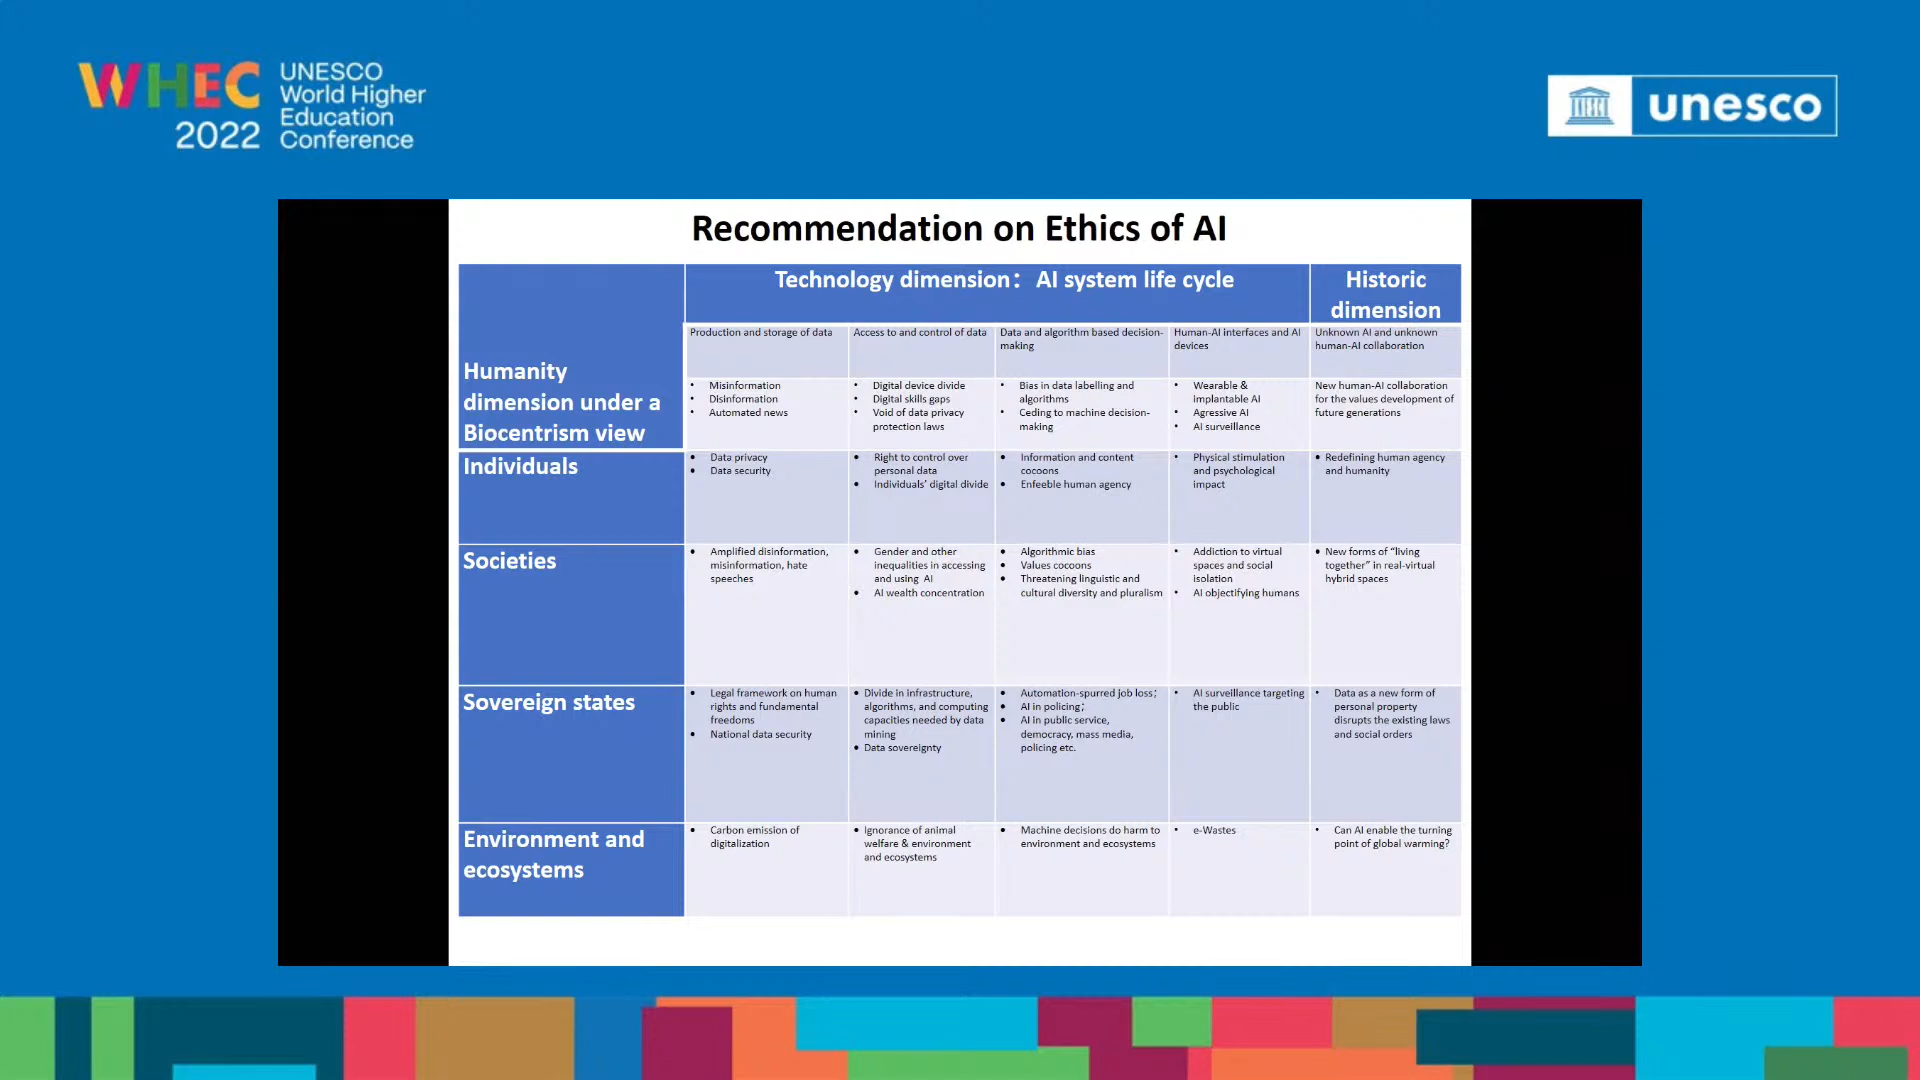 WHEC
2022
UNESCO
World Higher
Education
Conference
unesco
Recommendation on Ethics of AI
Humanity
dimension under a
Biocentrism view
Technology dimension：AI system life cycle
Historic
dimension
Production and storage of data
Access to and control of data
Data and algorithm based decision-
making
Human-AI interfaces and AI
devices
Unknown AI and unknown
human-AI collaboration
• Misinformation
• Disinformation
• Automated news
• Digital device divide
• Digital skills gaps
• Void of data privacy
protection laws
• Bias in data labelling and
algorithms
• Ceding to machine decision-
making
• Wearable &
implantable AI
• Agressive AI
• AI surveillance
New human-AI collaboration
for the values development of
future generations
Individuals
• Data privacy
• Data security
• Right to control over
personal data
• Individuals’ digital divide
• Information and content
cocoons
• Enfeeble human agency
• Physical stimulation
and psychological
impact
• Redefining human agency
and humanity
Societies
• Amplified disinformation,
misinformation, hate
speeches
• Gender and other
inequalities in accessing
and using AI
• AI wealth concentration
• Algorithmic bias
• Values cocoons
• Threatening linguistic and
cultural diversity and pluralism
• Addiction to virtual
spaces and social
isolation
• AI objectifying humans
• New forms of “living
together” in real-virtual
hybrid spaces
Sovereign states
• Legal framework on human
rights and fundamental
freedoms
• National data security
• Divide in infrastructure,
algorithms, and computing
capacities needed by data
mining
• Data sovereignty
• Automation-spurred job loss；
• AI in policing；
• AI in public service,
democracy, mass media,
policing etc.
• AI surveillance targeting
the public
• Data as a new form of
personal property
disrupts the existing laws
and social orders
Environment and
ecosystems
• Carbon emission of
digitalization
• Ignorance of animal
welfare & environment
and ecosystems
• Machine decisions do harm to
environment and ecosystems
• e-Wastes
• Can AI enable the turning
point of global warming?